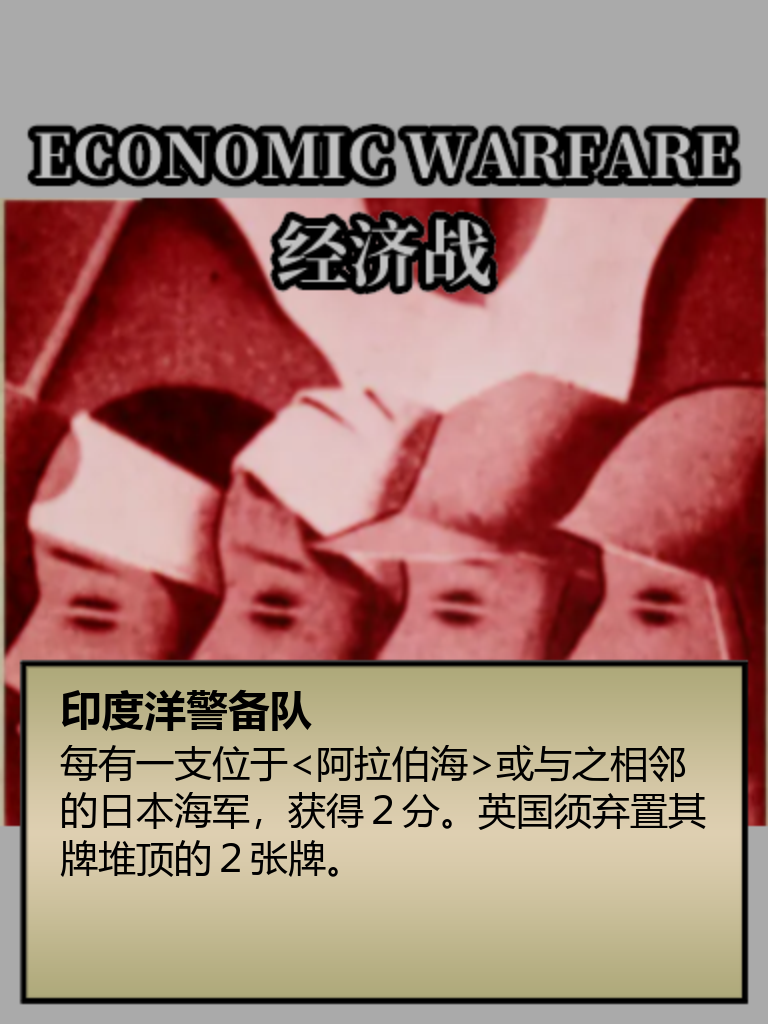 ECONOMIC WARFARE
经济战
印度洋警备队
每有一支位于<阿拉伯海>或与之相邻
的日本海军，获得2分。英国须弃置其
牌堆顶的2张牌。